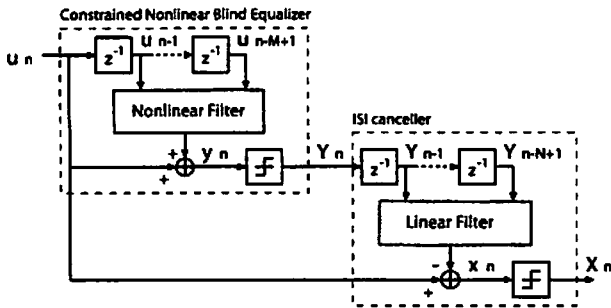 Constrained Nonlinear Blind Equalizer
u n
z⁻¹
u n-1
z⁻¹
u n-M+1
Nonlinear Filter
+
+
y n
Y n
ISI canceller
z⁻¹
Y n-1
z⁻¹
Y n-N+1
Linear Filter
-
+
x n
X n